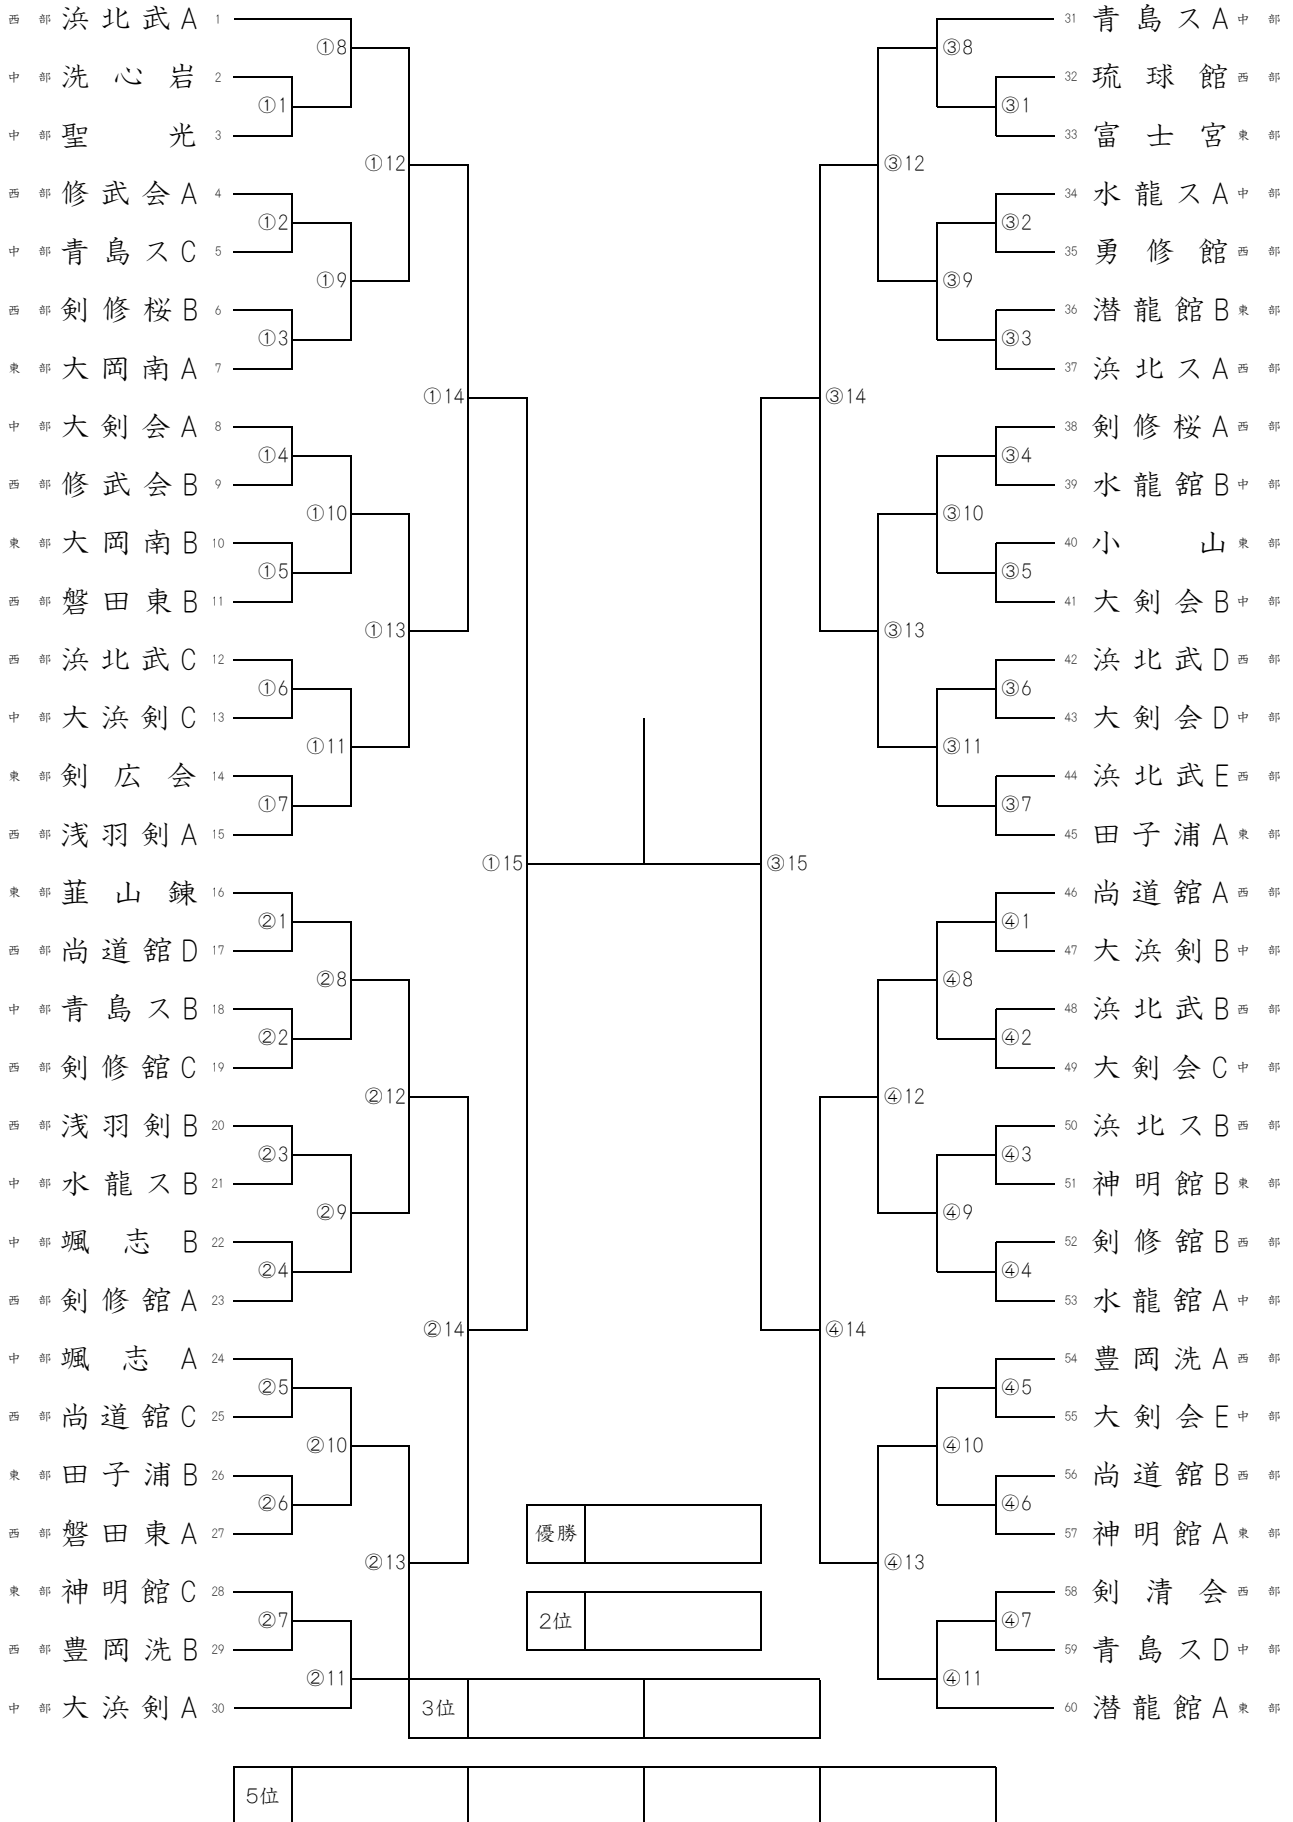 西 部 浜北武A 1
①8
中 部 洗心岩 2
①1
中 部 聖光 3
①12
西 部 修武会A 4
①2
中 部 青島スC 5
①9
西 部 剣修桜B 6
①3
東 部 大岡南A 7
①14
中 部 大剣会A 8
①4
西 部 修武会B 9
①10
東 部 大岡南B 10
①5
西 部 磐田東B 11
①13
西 部 浜北武C 12
①6
中 部 大浜剣C 13
①11
東 部 剣広会 14
①7
西 部 浅羽剣A 15
①15
東 部 韮山錬 16
②1
西 部 尚道舘D 17
②8
中 部 青島スB 18
②2
西 部 剣修舘C 19
②12
西 部 浅羽剣B 20
②3
中 部 水龍スB 21
②9
中 部 颯志B 22
②4
西 部 剣修舘A 23
②14
中 部 颯志A 24
②5
西 部 尚道舘C 25
②10
東 部 田子浦B 26
②6
西 部 磐田東A 27
②13
東 部 神明館C 28
②7
西 部 豊岡洗B 29
②11
中 部 大浜剣A 30
31 青島スA 中 部
③8
32 琉球館 西 部
③1
33 富士宮 東 部
③12
34 水龍スA 中 部
③2
35 勇修館 西 部
③9
36 潜龍館B 東 部
③3
37 浜北スA 西 部
③14
38 剣修桜A 西 部
③4
39 水龍舘B 中 部
③10
40 小山 東 部
③5
41 大剣会B 中 部
③13
42 浜北武D 西 部
③6
43 大剣会D 中 部
③11
44 浜北武E 西 部
③7
45 田子浦A 東 部
③15
46 尚道舘A 西 部
④1
47 大浜剣B 中 部
④8
48 浜北武B 西 部
④2
49 大剣会C 中 部
④12
50 浜北スB 西 部
④3
51 神明館B 東 部
④9
52 剣修舘B 西 部
④4
53 水龍舘A 中 部
④14
54 豊岡洗A 西 部
④5
55 大剣会E 中 部
④10
56 尚道舘B 西 部
④6
57 神明館A 東 部
④13
58 剣清会 西 部
④7
59 青島スD 中 部
④11
60 潜龍館A 東 部
優勝
2位
3位
5位